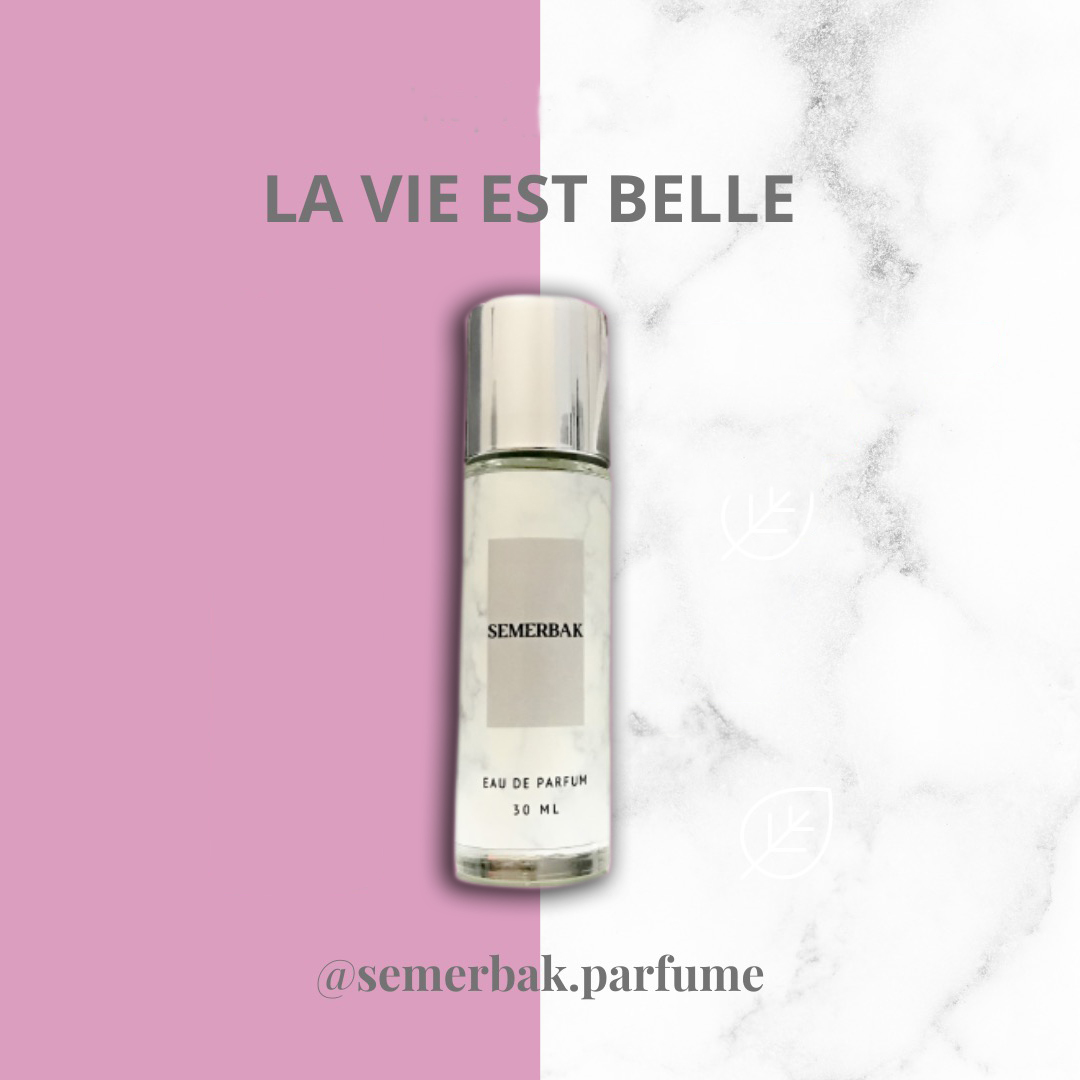 LA VIE EST BELLE
SEMERBAK
EAU DE PARFUM
30 ML
@semerbak.parfume